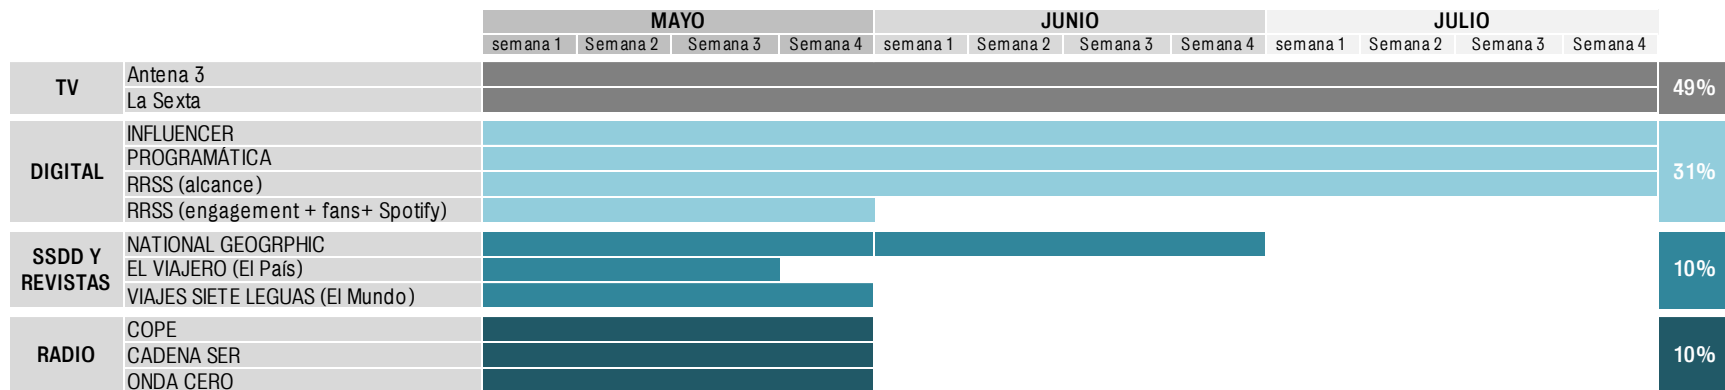 MAYO JUNIO JULIO
semana 1 Semana 2 Semana 3 Semana 4 semana 1 Semana 2 Semana 3 Semana 4 semana 1 Semana 2 Semana 3 Semana 4
TV
Antena 3
La Sexta
49%
DIGITAL
INFLUENCER
PROGRAMÁTICA
RRSS (alcance)
RRSS (engagement + fans+ Spotify)
31%
SSDD Y
REVISTAS
NATIONAL GEOGRPHIC
EL VIAJERO (El País)
VIAJES SIETE LEGUAS (El Mundo)
10%
RADIO
COPE
CADENA SER
ONDA CERO
10%